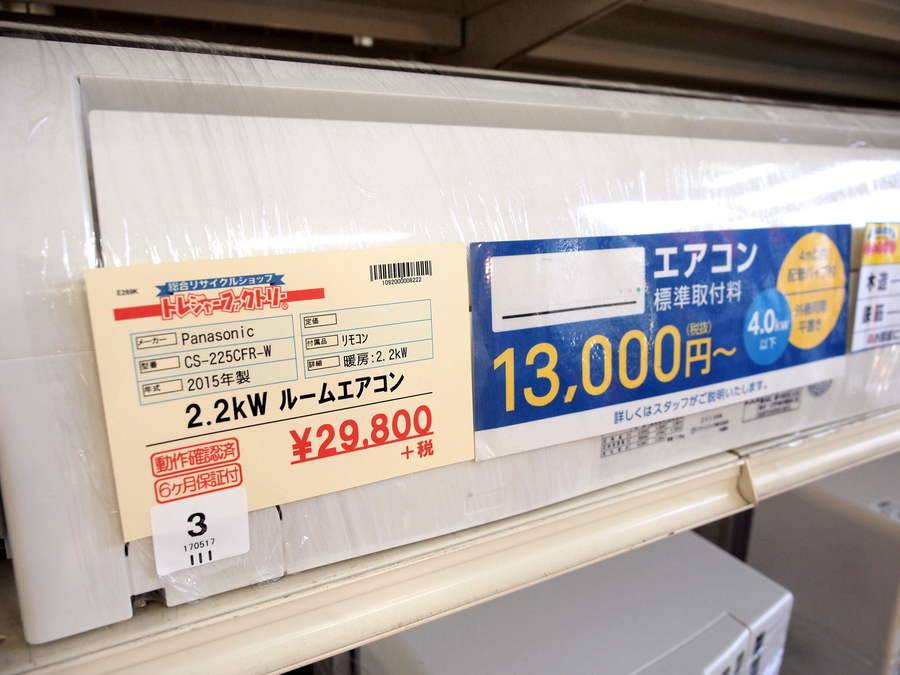 E289K
総合リサイクルショップ
トレジャーファクトリー®
1092000008222
メーカー Panasonic
型番 CS-225CFR-W
年式 2015年製
定価
付属品 リモコン
詳細 暖房:2.2kW
2.2kW ルームエアコン
¥29,800
+税
動作確認済
6ヶ月保証付
3
170517
エアコン
標準取付料
13,000円~
(税抜)
4.0kW
以下
詳しくはスタッフがご説明いたします。
木造